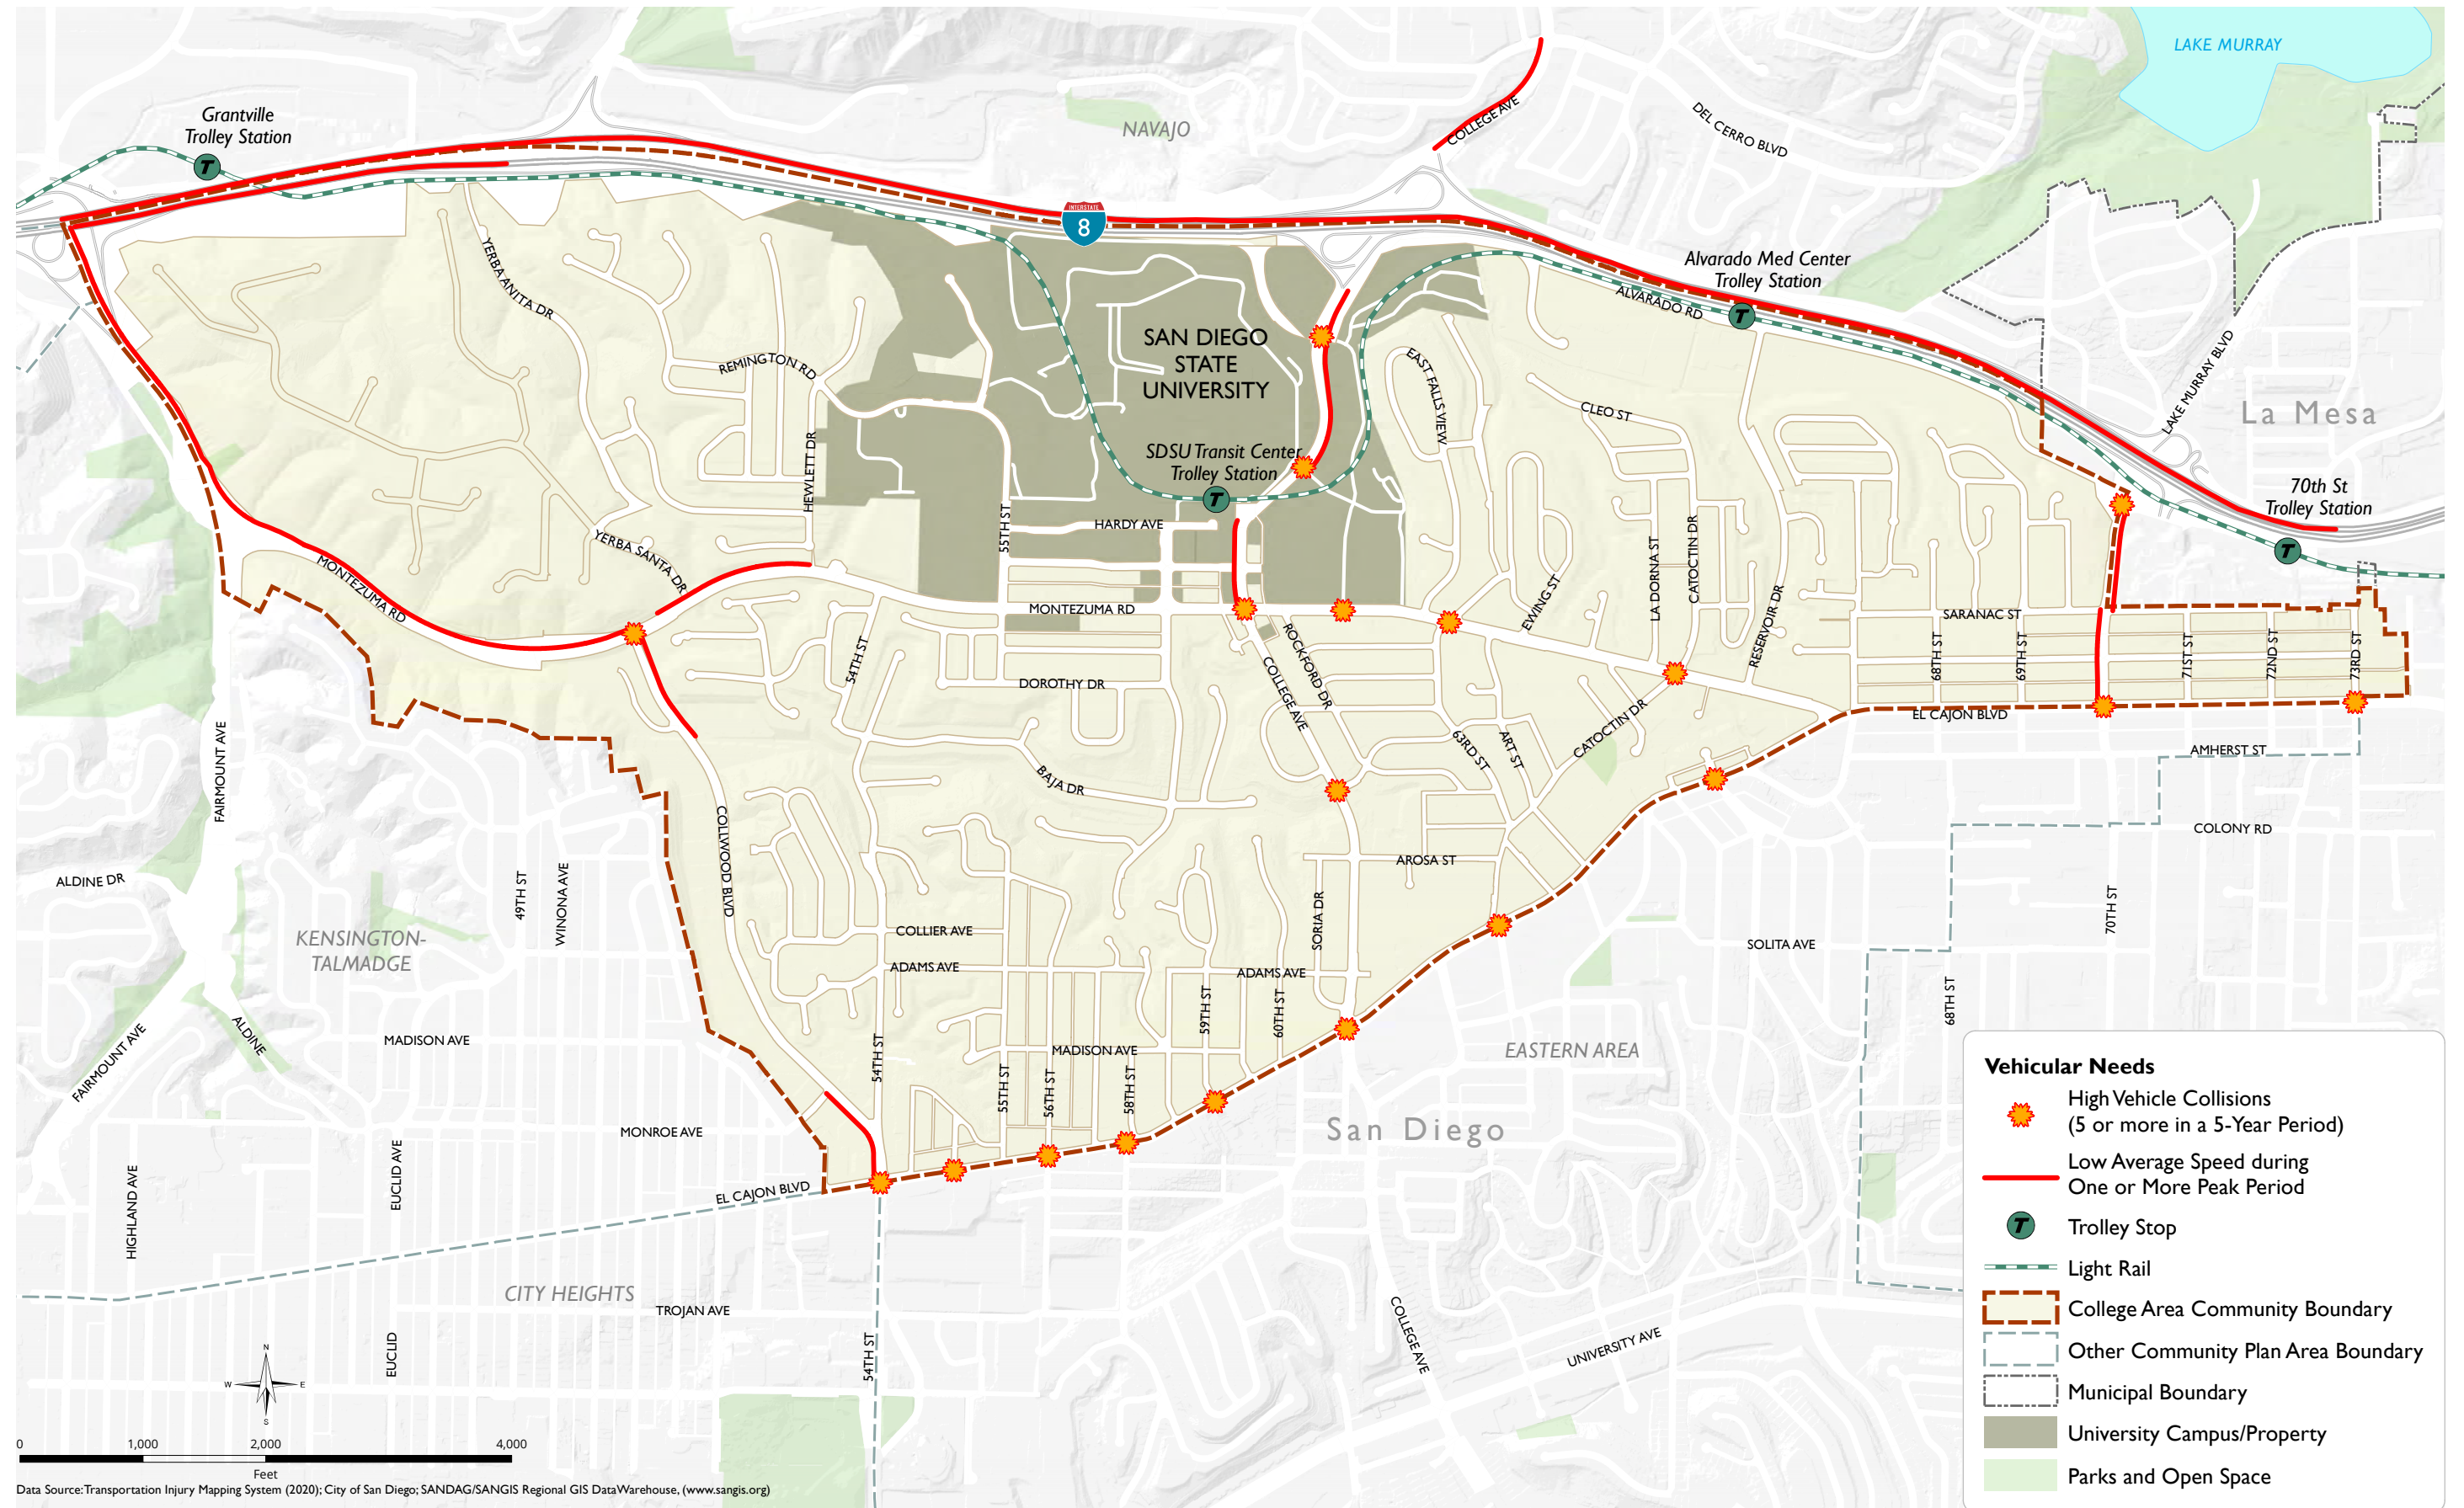 LAKE MURRAY
Grantville
Trolley Station
NAVAJO
COLLEGE AVE
DEL CERRO BLVD
INTERSTATE
8
YERBA ANITA DR
Alvarado Med Center
Trolley Station
ALVARADO RD
SAN DIEGO
STATE
UNIVERSITY
REMINGTON RD
EAST FALLS VIEW
CLEO ST
LAKE MURRAY BLVD
La Mesa
HEWLETT DR
SDSU Transit Center
Trolley Station
70th St
Trolley Station
T
T
T
T
55TH ST
HARDY AVE
YERBA SANTA DR
MONTEZUMA RD
MONTEZUMA RD
EWING ST
LA DORNA ST
CATOCTIN DR
RESERVOIR DR
SARANAC ST
68TH ST
69TH ST
71ST ST
72ND ST
73RD ST
54TH ST
DOROTHY DR
COLLEGE AVE
ROCKFORD DR
EL CAJON BLVD
FAIRMOUNT AVE
BAJA DR
63RD ST
ART ST
CATOCTIN DR
AMHERST ST
COLONY RD
COLLWOOD BLVD
AROSA ST
ALDINE DR
49TH ST
WINONA AVE
70TH ST
KENSINGTON-
TALMADGE
COLLIER AVE
SORIA DR
SOLITA AVE
ADAMS AVE
ADAMS AVE
59TH ST
60TH ST
68TH ST
FAIRMOUNT AVE
ALDINE
MADISON AVE
54TH ST
MADISON AVE
EASTERN AREA
55TH ST
56TH ST
58TH ST
San Diego
MONROE AVE
HIGHLAND AVE
EUCLID AVE
EL CAJON BLVD
CITY HEIGHTS
TROJAN AVE
EUCLID
54TH ST
COLLEGE AVE
UNIVERSITY AVE
Vehicular Needs
High Vehicle Collisions
(5 or more in a 5-Year Period)
Low Average Speed during
One or More Peak Period
T
Trolley Stop
Light Rail
College Area Community Boundary
Other Community Plan Area Boundary
Municipal Boundary
University Campus/Property
Parks and Open Space
N
W
E
S
0 1,000 2,000 4,000
Feet
Data Source: Transportation Injury Mapping System (2020); City of San Diego; SANDAG/SANGIS Regional GIS Data Warehouse, (www.sangis.org)